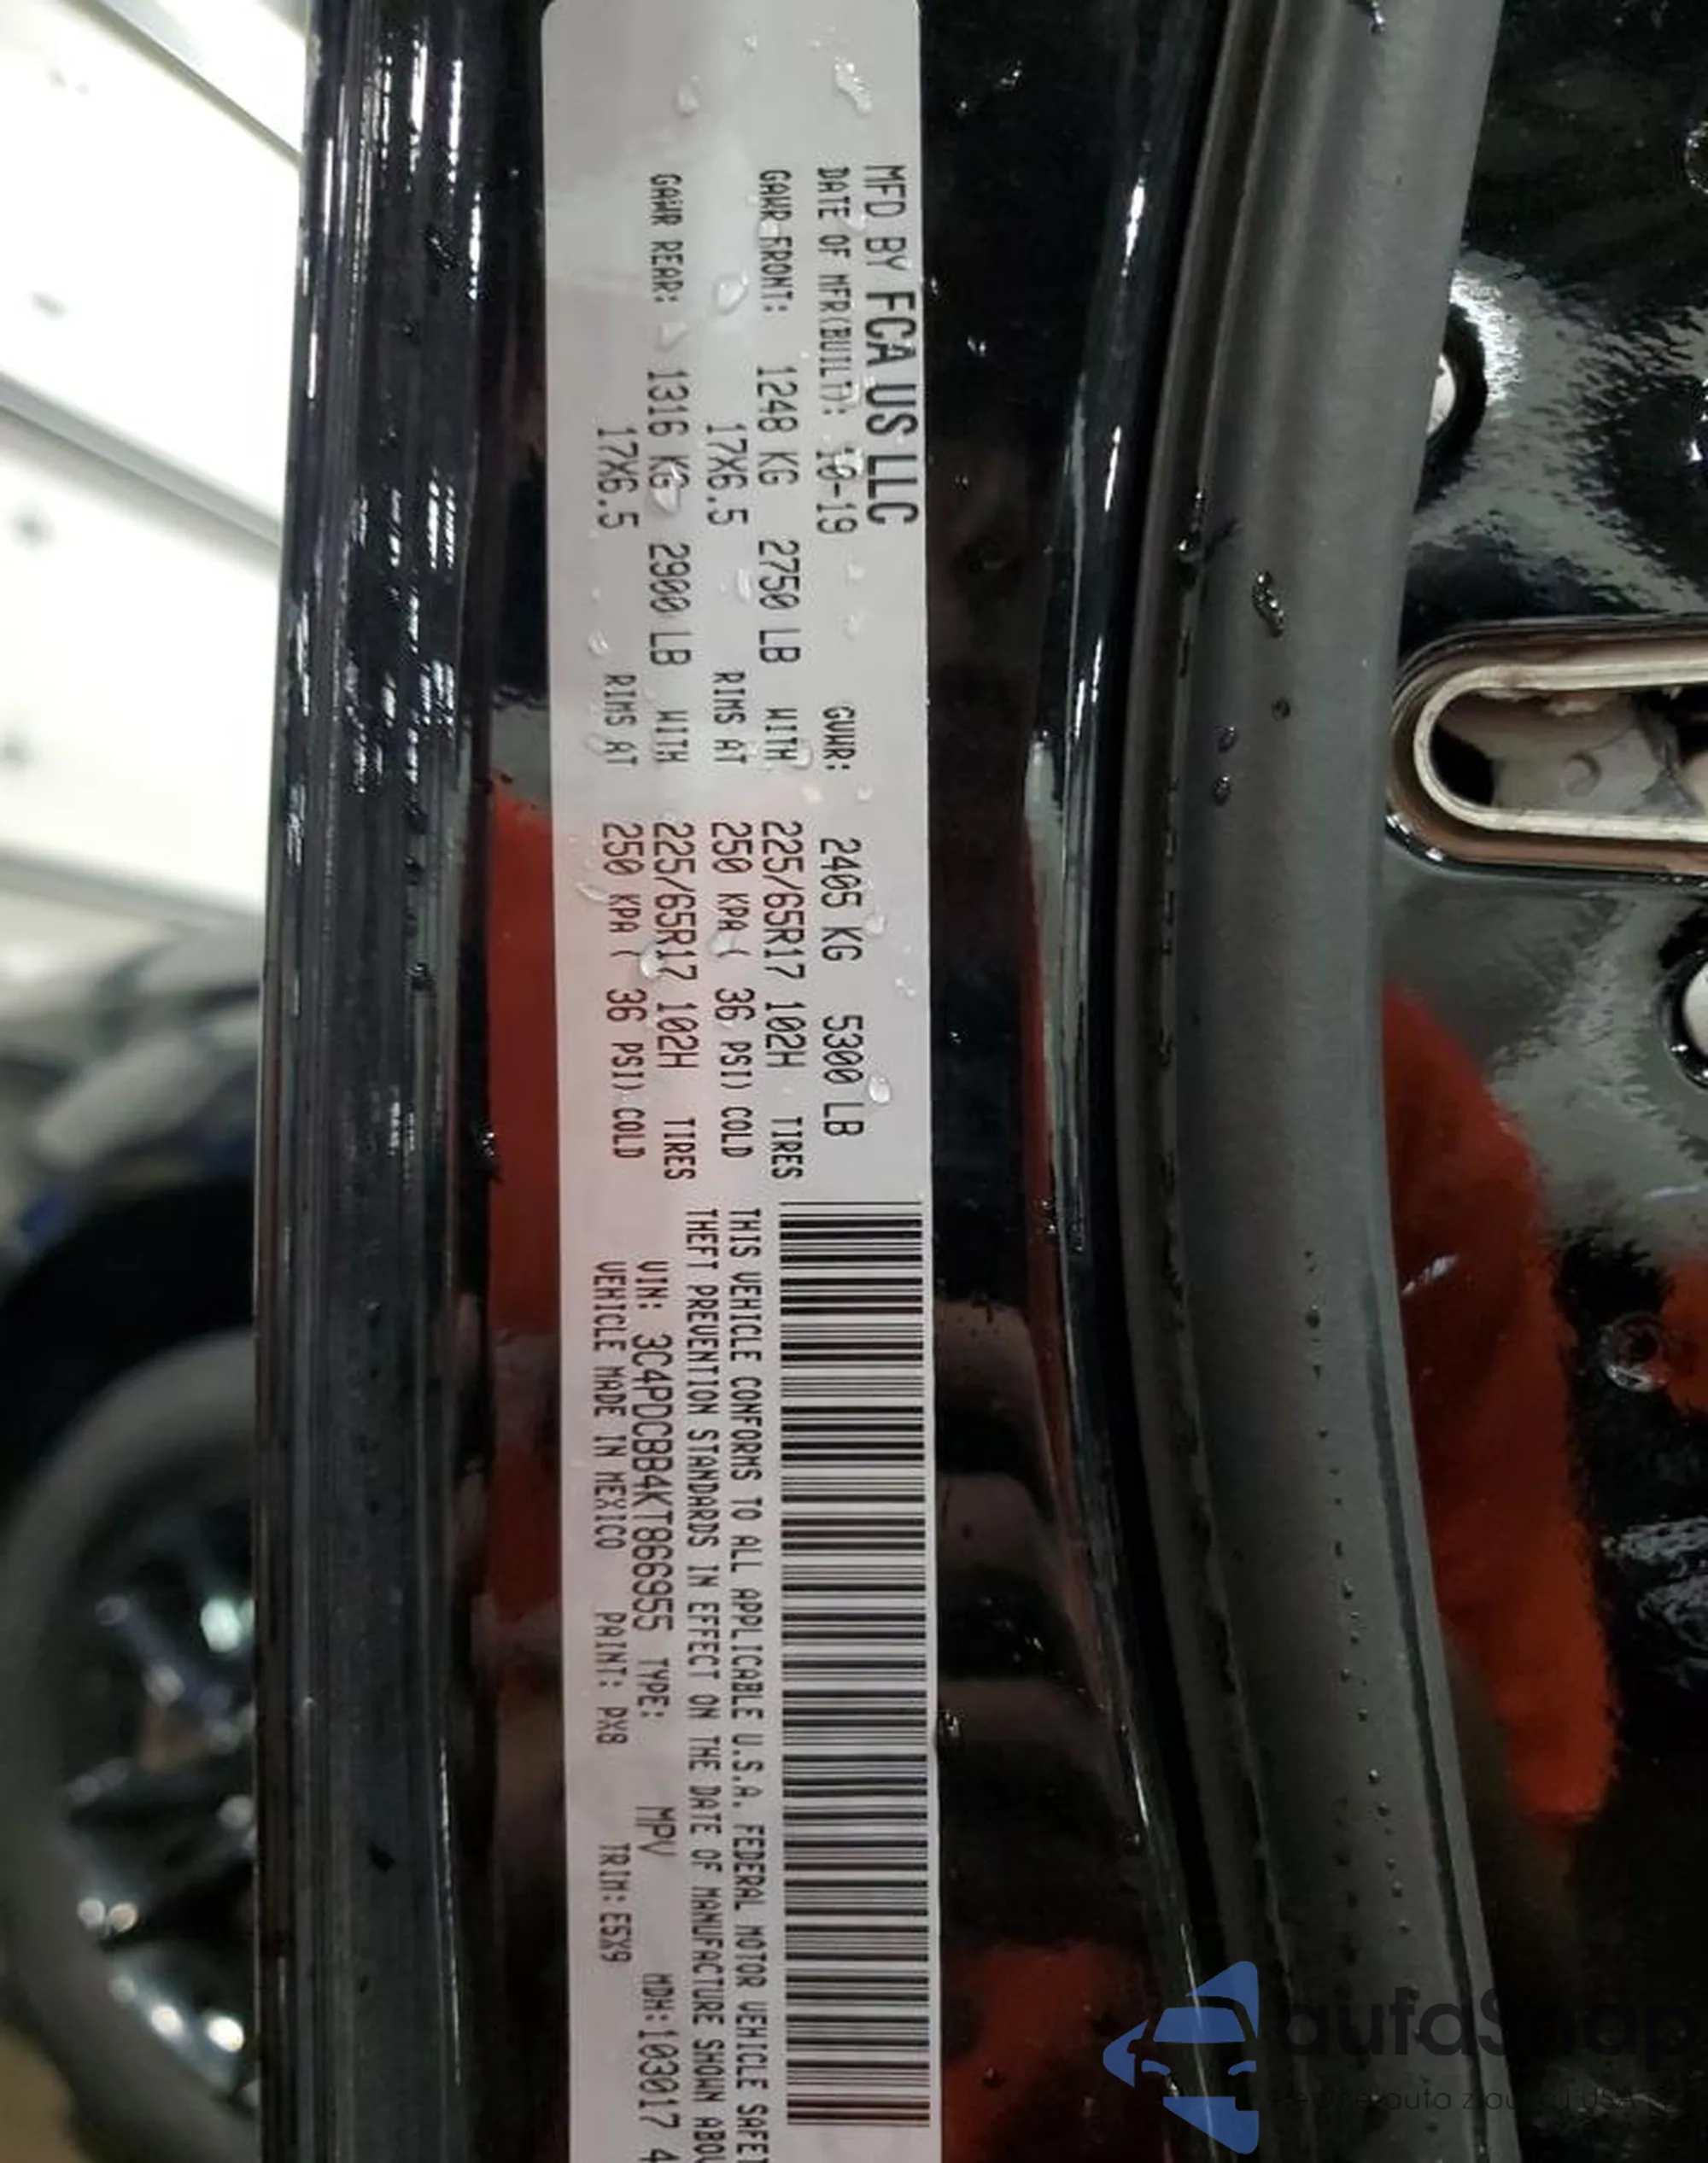 MFD BY FCA US LLC
DATE OF MFR(BUILT): 10-19 GVWR: 2405 KG 5300 LB
GAWR FRONT: 1248 KG 2750 LB WITH 225/65R17 102H TIRES
17X6.5 RIMS AT 250 KPA ( 36 PSI) COLD
GAWR REAR: 1316 KG 2900 LB WITH 225/65R17 102H TIRES
17X6.5 RIMS AT 250 KPA ( 36 PSI) COLD
THIS VEHICLE CONFORMS TO ALL APPLICABLE U.S.A. FEDERAL MOTOR VEHICLE SAFET
THEFT PREVENTION STANDARDS IN EFFECT ON THE DATE OF MANUFACTURE SHOWN ABOV
VIN: 3C4PDCBB4KT866955 TYPE: MPV MDH:103017 4
VEHICLE MADE IN MEXICO PAINT: PX8 TRIM: E5X9
autaSnap
auta z USA